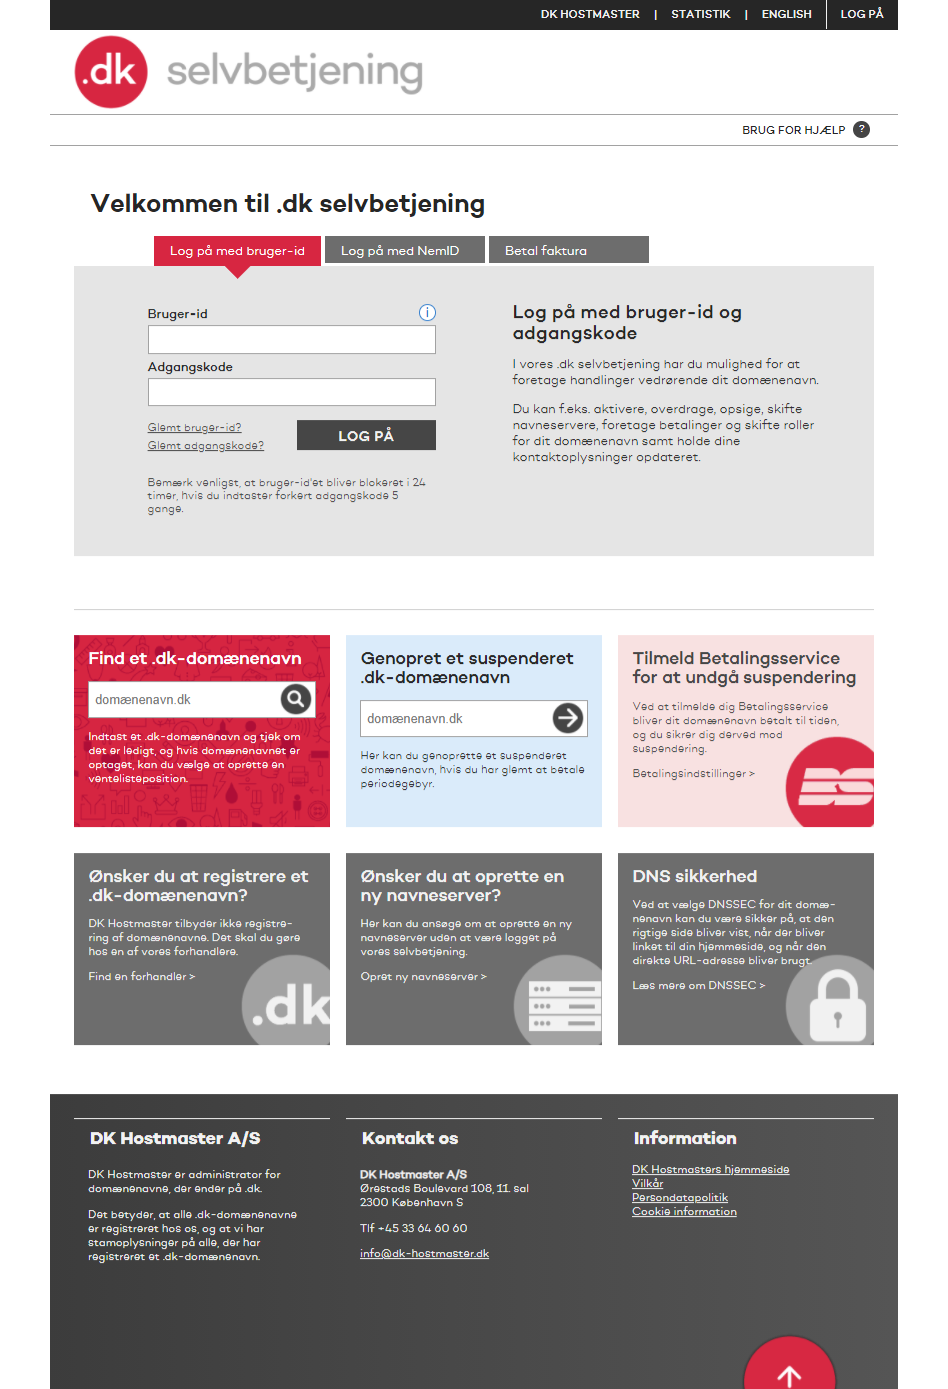 DK HOSTMASTER | STATISTIK | ENGLISH LOG PÅ
.dk selvbetjening
BRUG FOR HJÆLP ?
Velkommen til .dk selvbetjening
Log på med bruger-id
Log på med NemID
Betal faktura
Bruger-id
i
Adgangskode
Glemt bruger-id?
Glemt adgangskode?
LOG PÅ
Bemærk venligst, at bruger-id'et bliver blokeret i 24
timer, hvis du indtaster forkert adgangskode 5
gange.
Log på med bruger-id og
adgangskode
I vores .dk selvbetjening har du mulighed for at
foretage handlinger vedrørende dit domænenavn.
Du kan f.eks. aktivere, overdrage, opsige, skifte
navneservere, foretage betalinger og skifte roller
for dit domænenavn samt holde dine
kontaktoplysninger opdateret.
Find et .dk-domænenavn
domænenavn.dk
Indtast et .dk-domænenavn og tjek om
det er ledigt, og hvis domænenavnet er
optaget, kan du vælge at oprette en
ventelisteposition.
Genopret et suspenderet
.dk-domænenavn
domænenavn.dk
Her kan du genoprette et suspenderet
domænenavn, hvis du har glemt at betale
periodegebyr.
Tilmeld Betalingsservice
for at undgå suspendering
Ved at tilmelde dig Betalingsservice
bliver dit domænenavn betalt til tiden,
og du sikrer dig derved mod
suspendering.
Betalingsindstillinger >
BS
Ønsker du at registrere et
.dk-domænenavn?
DK Hostmaster tilbyder ikke registre-
ring af domænenavne. Det skal du gøre
hos en af vores forhandlere.
Find en forhandler >
.dk
Ønsker du at oprette en
ny navneserver?
Her kan du ansøge om at oprette en ny
navneserver uden at være logget på
vores selvbetjening.
Opret ny navneserver >
DNS sikkerhed
Ved at vælge DNSSEC for dit domæ-
nenavn kan du være sikker på, at den
rigtige side bliver vist, når der bliver
linket til din hjemmeside, og når den
direkte URL-adresse bliver brugt.
Læs mere om DNSSEC >
DK Hostmaster A/S
DK Hostmaster er administrator for
domænenavne, der ender på .dk.
Det betyder, at alle .dk-domænenavne
er registreret hos os, og at vi har
stamoplysninger på alle, der har
registreret et .dk-domænenavn.
Kontakt os
DK Hostmaster A/S
Ørestads Boulevard 108, 11. sal
2300 København S
Tlf +45 33 64 60 60
info@dk-hostmaster.dk
Information
DK Hostmasters hjemmeside
Vilkår
Persondatapolitik
Cookie information